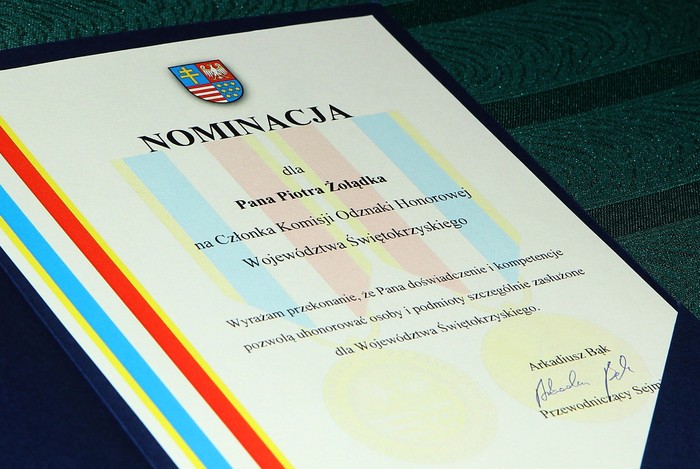 NOMINACJA
dla
Pana Piotra Żołądka
na Członka Komisji Odznaki Honorowej
Województwa Świętokrzyskiego
Wyrażam przekonanie, że Pana doświadczenie i kompetencje
pozwolą uhonorować osoby i podmioty szczególnie zasłużone
dla Województwa Świętokrzyskiego.
Arkadiusz Bąk
Przewodniczący Sejm